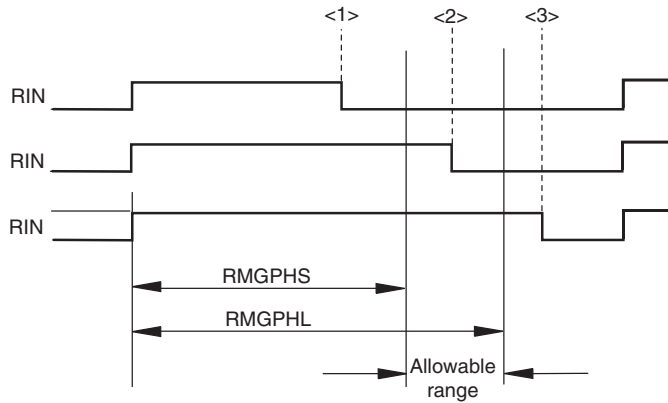 <1> <2> <3>
RIN
RIN
RIN
RMGPHS
RMGPHL
Allowable
range